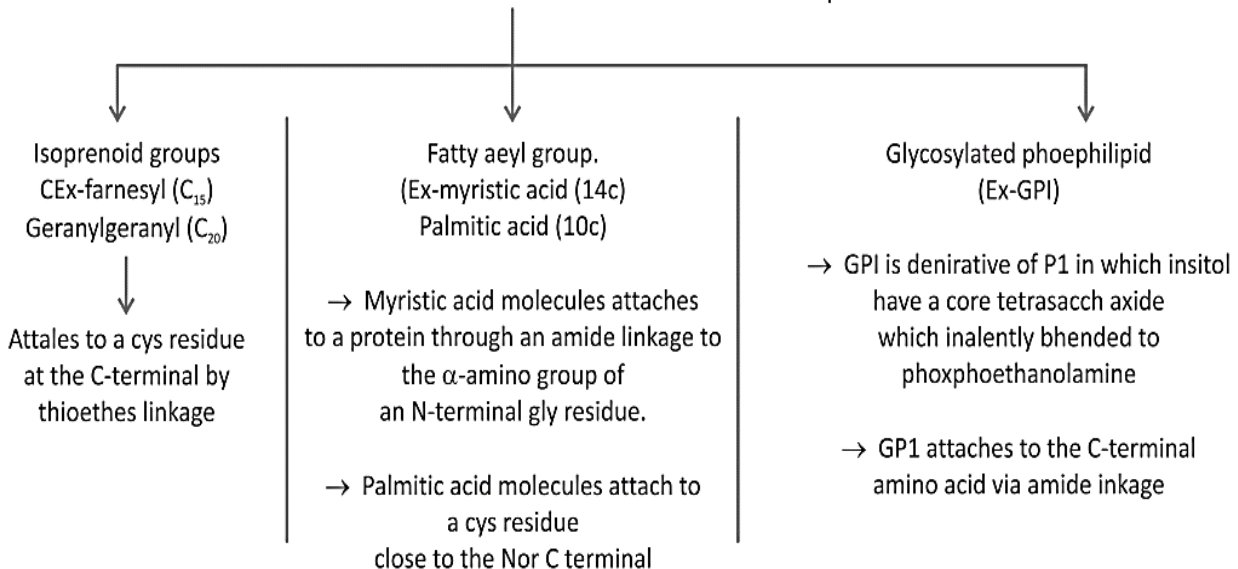 Isoprenoid groups
CEx-farnesyl (C₁₅)
Geranylgeranyl (C₂₀)
Attales to a cys residue
at the C-terminal by
thioethes linkage
Fatty aeyl group.
(Ex-myristic acid (14c)
Palmitic acid (10c)
→ Myristic acid molecules attaches
to a protein through an amide linkage to
the α-amino group of
an N-terminal gly residue.
→ Palmitic acid molecules attach to
a cys residue
close to the Nor C terminal
Glycosylated phoephilipid
(Ex-GPI)
→ GPI is denirative of P1 in which insitol
have a core tetrasacch axide
which inalently bhended to
phoxphoethanolamine
→ GP1 attaches to the C-terminal
amino acid via amide inkage